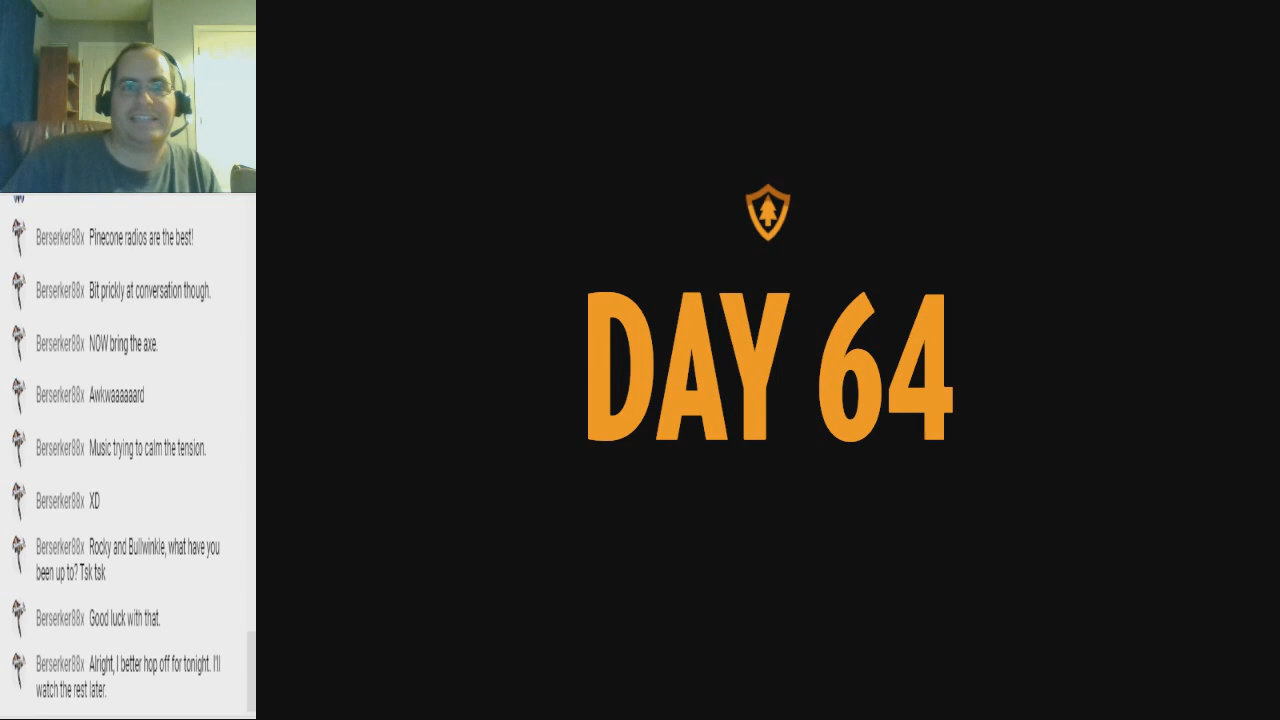 Berserker88x Pinecone radios are the best!
Berserker88x Bit prickly at conversation though.
Berserker88x NOW bring the axe.
Berserker88x Awkwaaaaaard
Berserker88x Music trying to calm the tension.
Berserker88x XD
Berserker88x Rocky and Bullwinkle, what have you
been up to? Tsk tsk
Berserker88x Good luck with that.
Berserker88x Alright, I better hop off for tonight. I'll
watch the rest later.
DAY 64